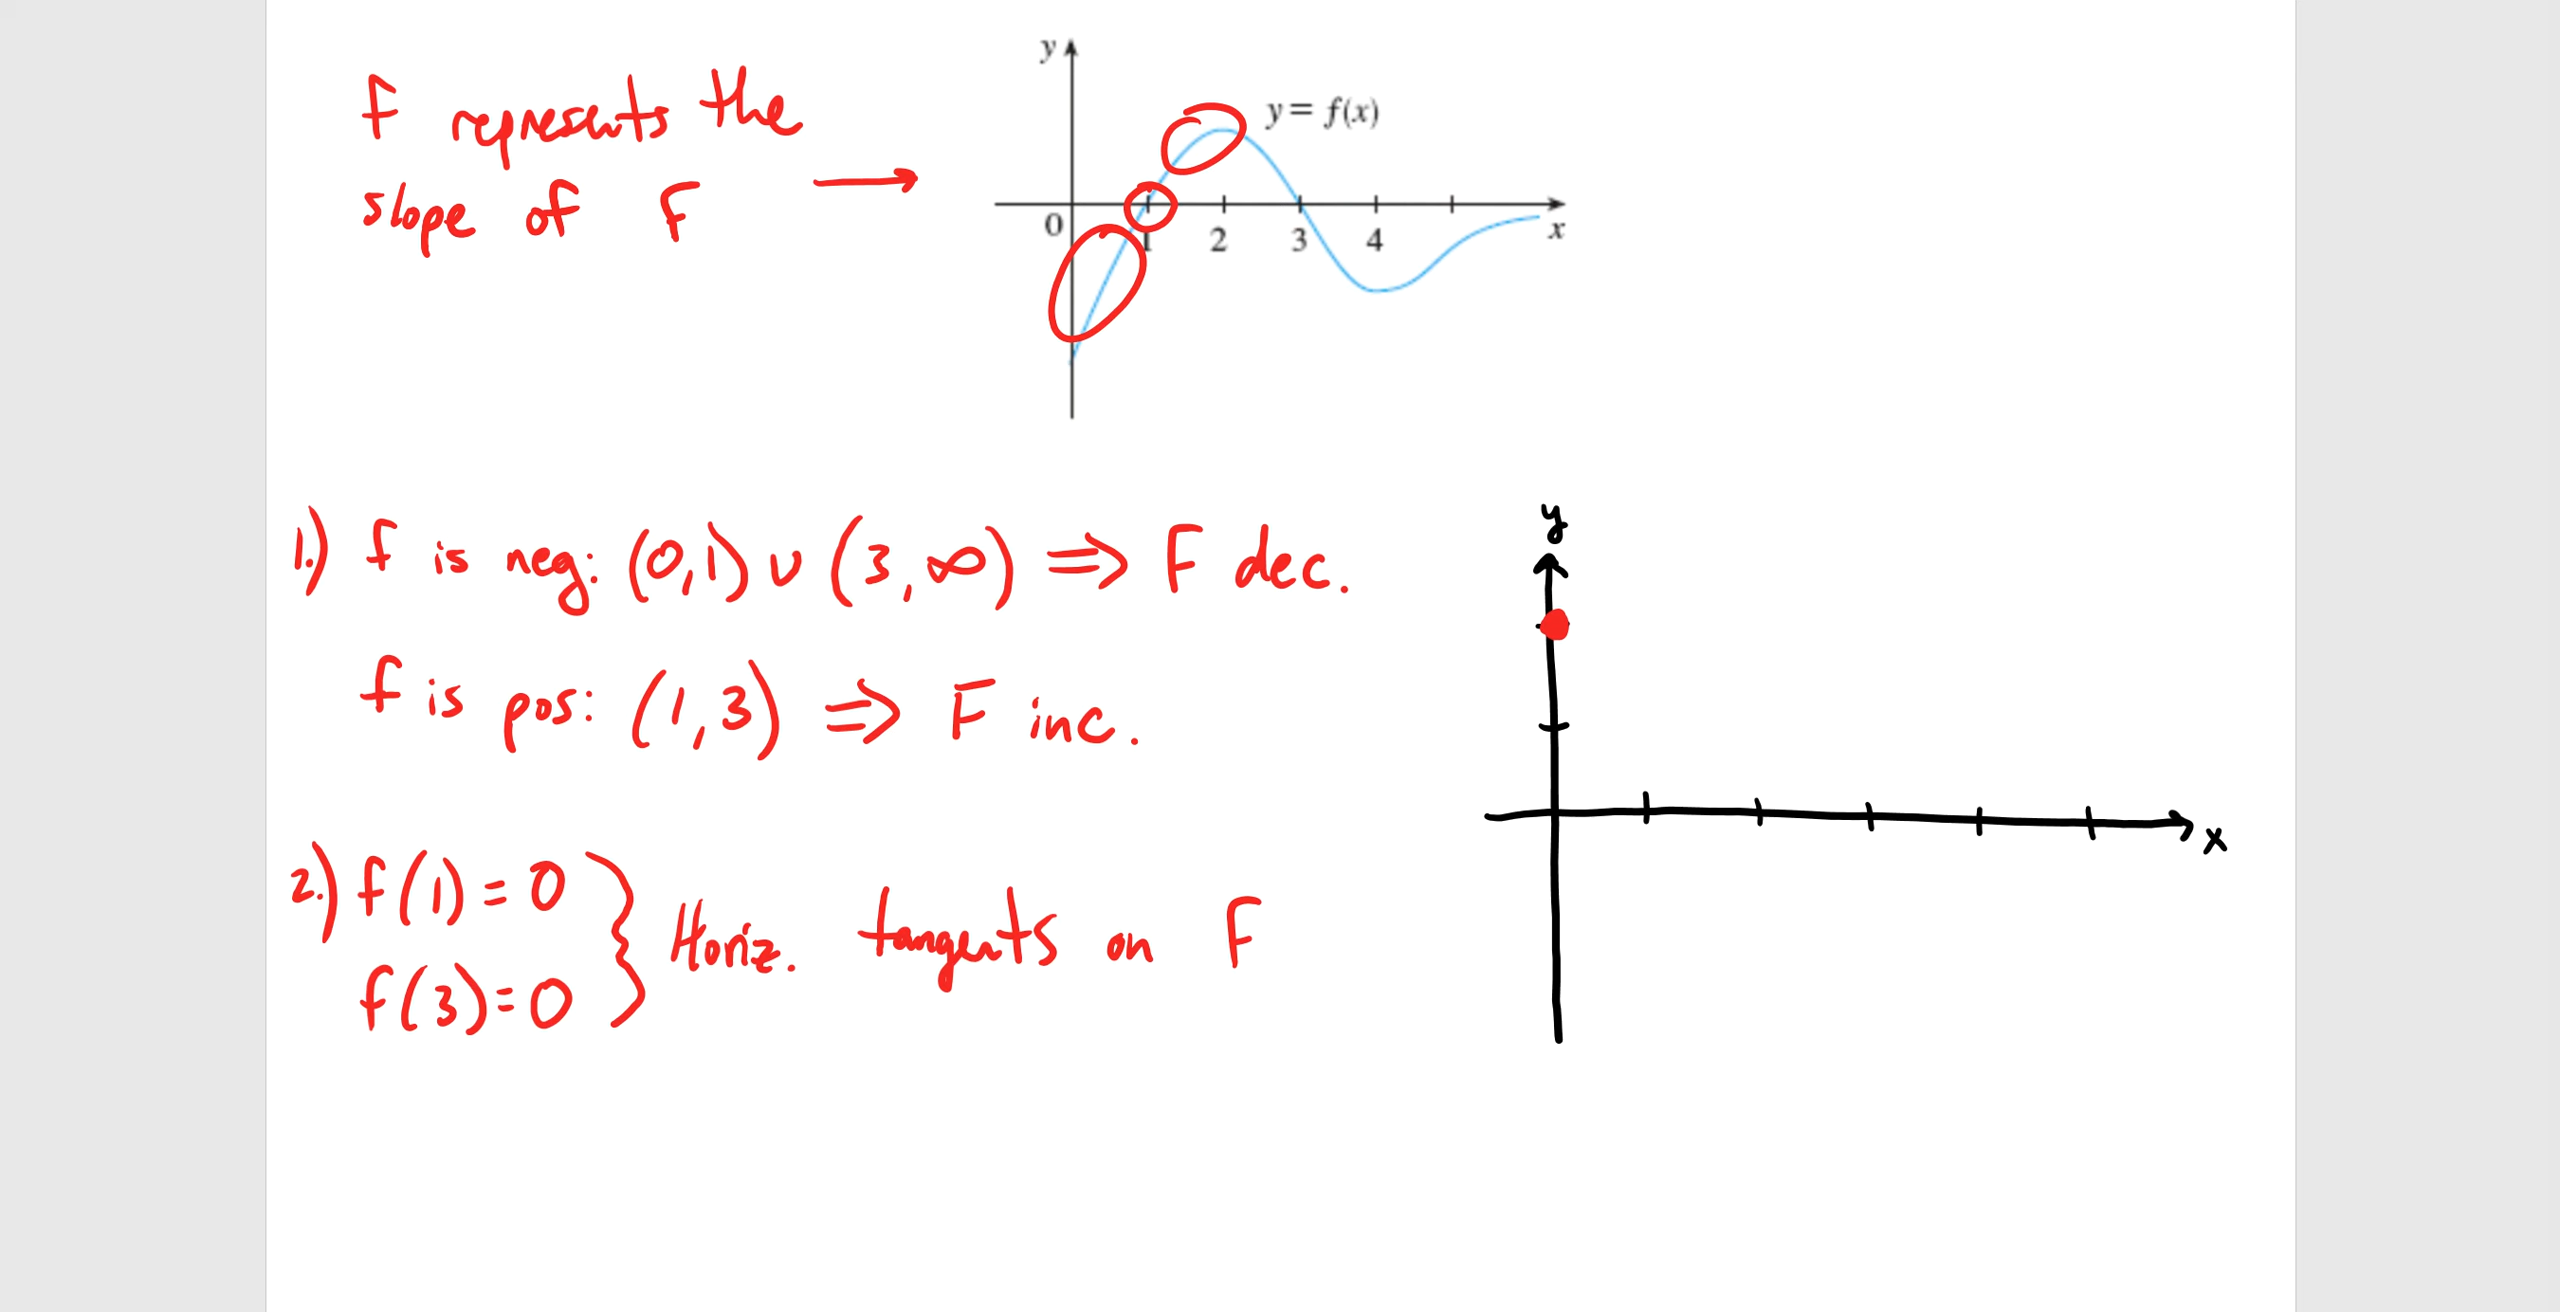 f represents the
slope of F
y
y = f(x)
0
1
2
3
4
x
1.) f is neg: (0,1) ∪ (3,∞) ⇒ F dec.
f is pos: (1,3) ⇒ F inc.
2.) f(1) = 0
f(3) = 0
Horiz. tangents on F
y
x